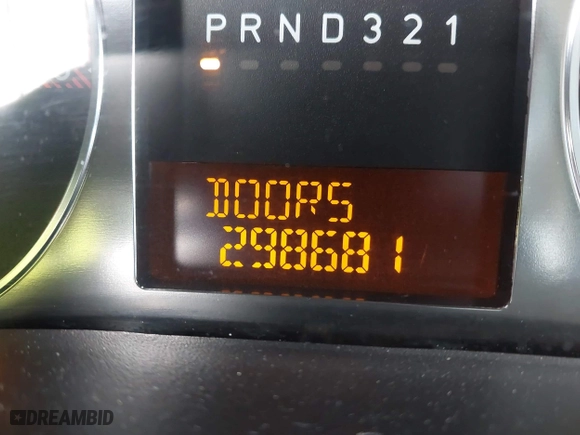 PRND321
DOORS
298681
DREAMBID